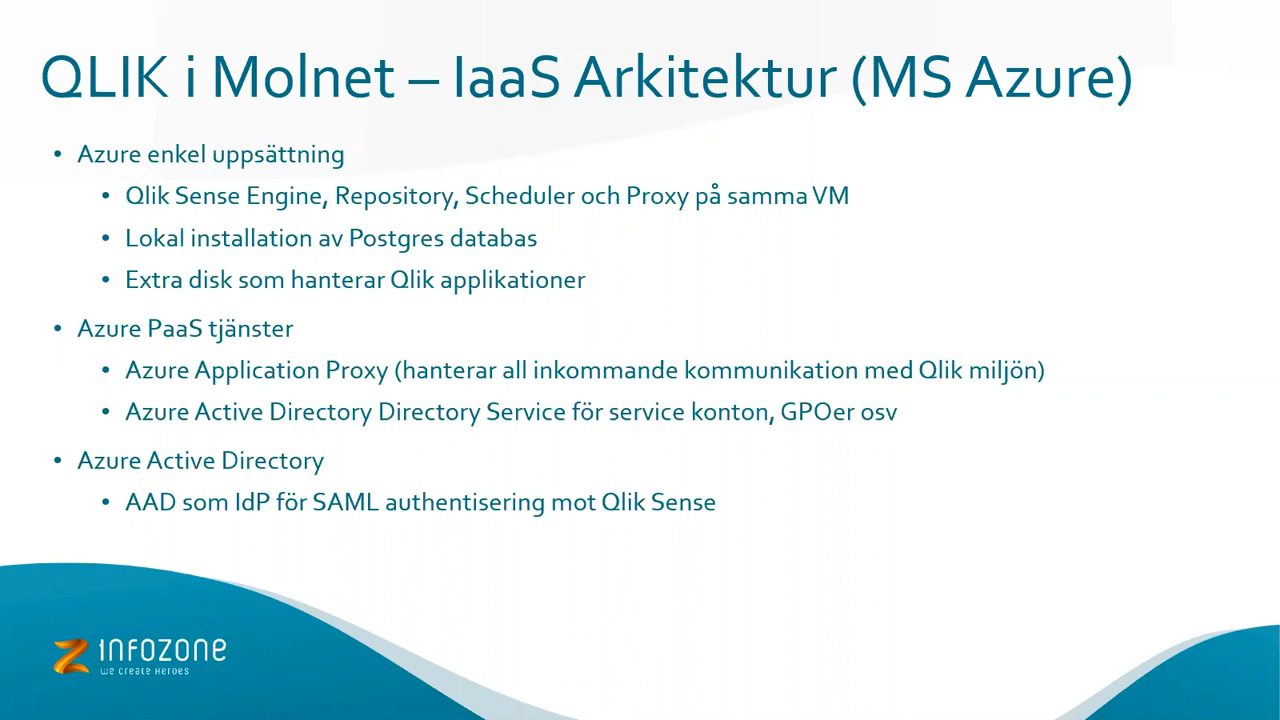 QLIK i Molnet – IaaS Arkitektur (MS Azure)
• Azure enkel uppsättning
• Qlik Sense Engine, Repository, Scheduler och Proxy på samma VM
• Lokal installation av Postgres databas
• Extra disk som hanterar Qlik applikationer
• Azure PaaS tjänster
• Azure Application Proxy (hanterar all inkommande kommunikation med Qlik miljön)
• Azure Active Directory Directory Service för service konton, GPOer osv
• Azure Active Directory
• AAD som IdP för SAML authentisering mot Qlik Sense
INFOZONE
WE CREATE HEROES